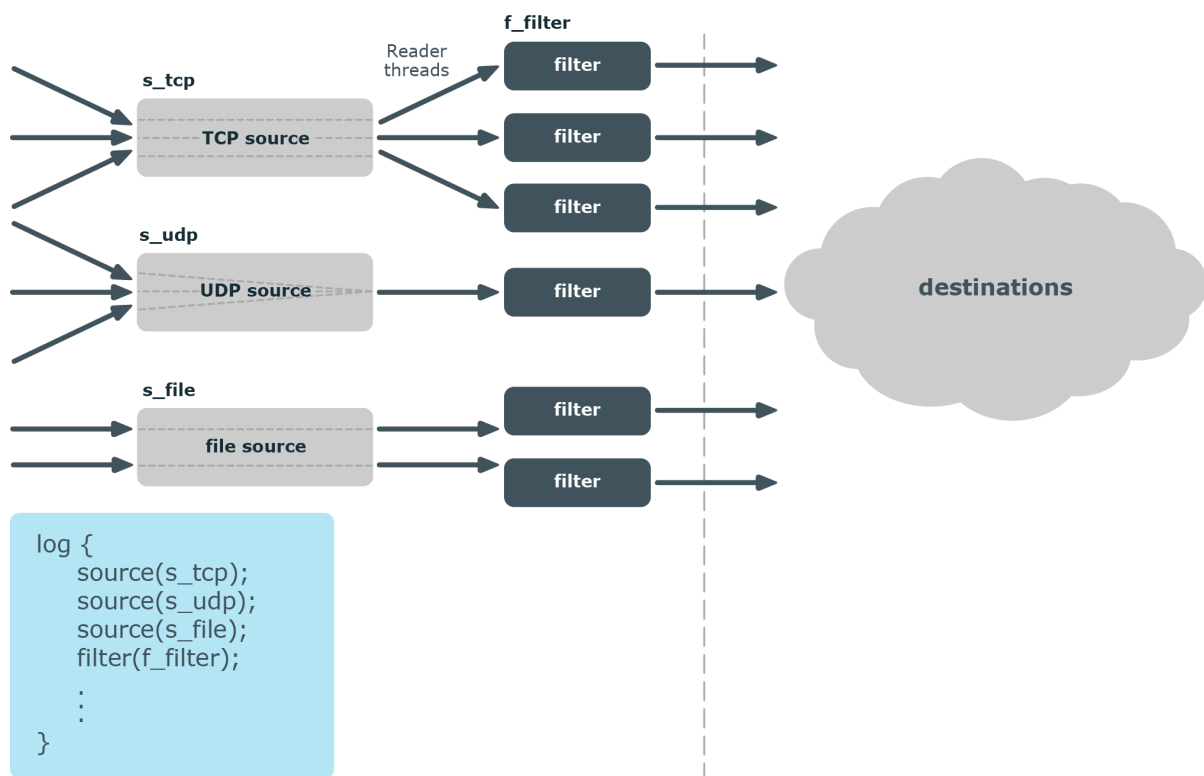 f_filter
Reader
threads
filter
s_tcp
TCP source
filter
filter
s_udp
UDP source
filter
destinations
s_file
filter
file source
filter
log {
source(s_tcp);
source(s_udp);
source(s_file);
filter(f_filter);
.
.
.
}